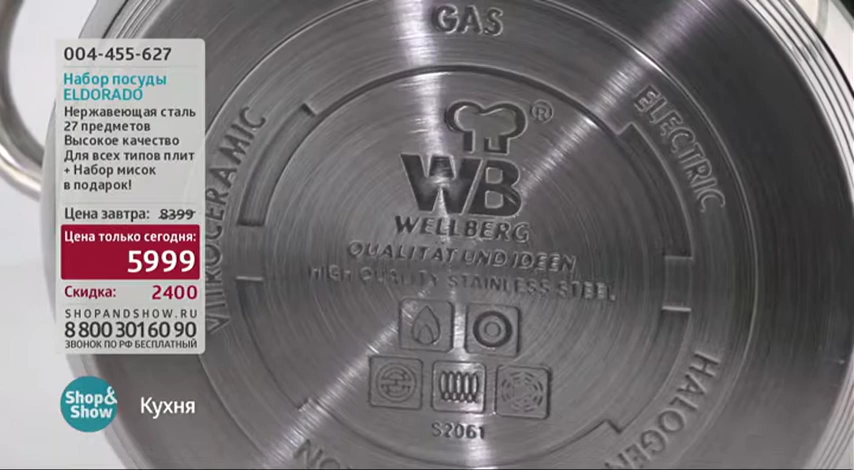 004-455-627
Набор посуды
ELDORADO
Нержавеющая сталь
27 предметов
Высокое качество
Для всех типов плит
+ Набор мисок
в подарок!
Цена завтра: 8399
Цена только сегодня:
5999
Скидка: 2400
SHOPANDSHOW.RU
8 800 301 60 90
ЗВОНОК ПО РФ БЕСПЛАТНЫЙ
Shop&
Show
Кухня
GAS
ELECTRIC
VITROCERAMIC
®
WB
WELLBERG
QUALITAT UND IDEEN
HIGH QUALITY STAINLESS STEEL
S2061